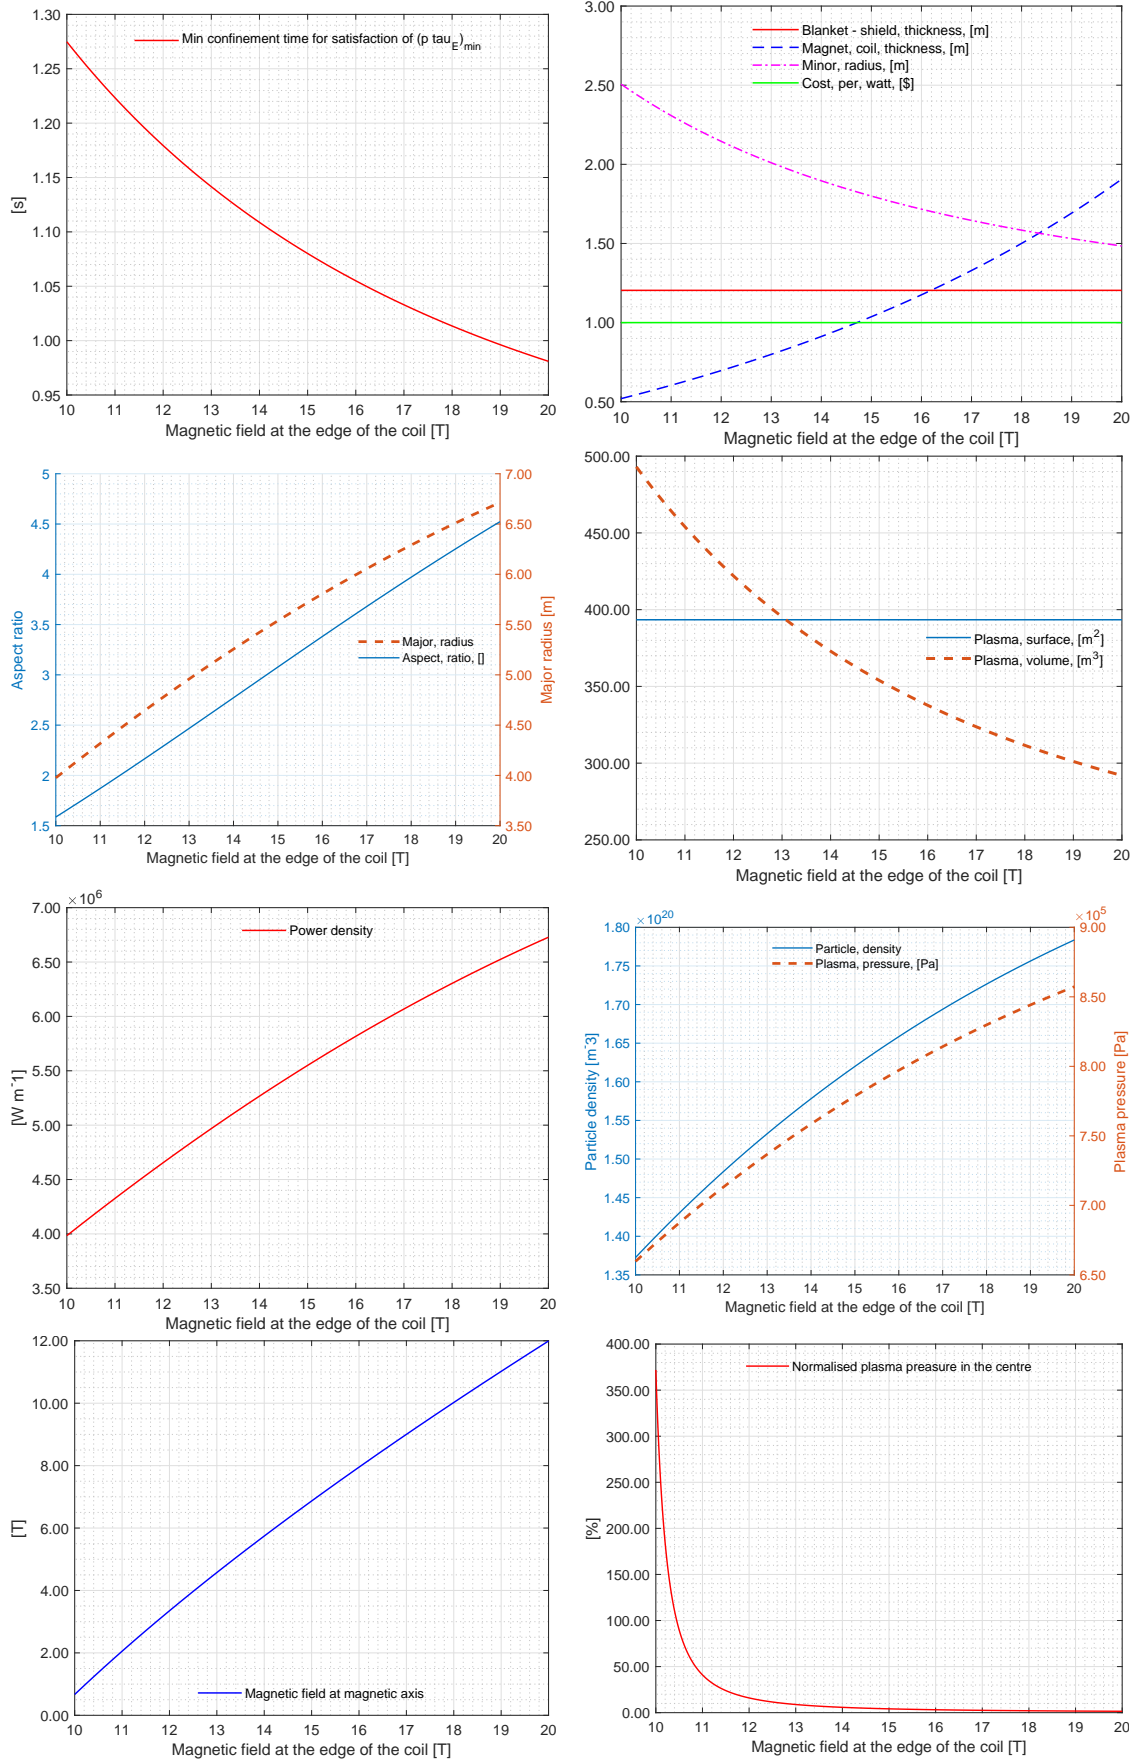 1.30
1.25
1.20
1.15
1.10
1.05
1.00
0.95
[s]
Min confinement time for satisfaction of (p tau_E)_min
10 11 12 13 14 15 16 17 18 19 20
Magnetic field at the edge of the coil [T]
3.00
2.50
2.00
1.50
1.00
0.50
Blanket - shield, thickness, [m]
Magnet, coil, thickness, [m]
Minor, radius, [m]
Cost, per, watt, [$]
10 11 12 13 14 15 16 17 18 19 20
Magnetic field at the edge of the coil [T]
5
4.5
4
3.5
3
2.5
2
1.5
Aspect ratio
7.00
6.50
6.00
5.50
5.00
4.50
4.00
3.50
Major radius [m]
Major, radius
Aspect, ratio, []
10 11 12 13 14 15 16 17 18 19 20
Magnetic field at the edge of the coil [T]
500.00
450.00
400.00
350.00
300.00
250.00
Plasma, surface, [m²]
Plasma, volume, [m³]
10 11 12 13 14 15 16 17 18 19 20
Magnetic field at the edge of the coil [T]
×10⁶
7.00
6.50
6.00
5.50
5.00
4.50
4.00
3.50
[W m⁻1]
Power density
10 11 12 13 14 15 16 17 18 19 20
Magnetic field at the edge of the coil [T]
×10²⁰
1.80
1.75
1.70
1.65
1.60
1.55
1.50
1.45
1.40
1.35
Particle density [m⁻3]
×10⁵
9.00
8.50
8.00
7.50
7.00
6.50
Plasma pressure [Pa]
Particle, density
Plasma, pressure, [Pa]
10 11 12 13 14 15 16 17 18 19 20
Magnetic field at the edge of the coil [T]
12.00
10.00
8.00
6.00
4.00
2.00
0.00
[T]
Magnetic field at magnetic axis
10 11 12 13 14 15 16 17 18 19 20
Magnetic field at the edge of the coil [T]
400.00
350.00
300.00
250.00
200.00
150.00
100.00
50.00
0.00
[%]
Normalised plasma preasure in the centre
10 11 12 13 14 15 16 17 18 19 20
Magnetic field at the edge of the coil [T]